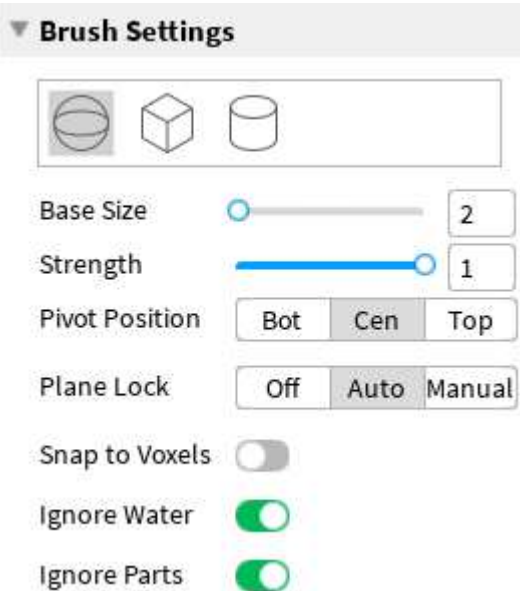 Brush Settings
Base Size 2
Strength 1
Pivot Position Bot Cen Top
Plane Lock Off Auto Manual
Snap to Voxels
Ignore Water
Ignore Parts